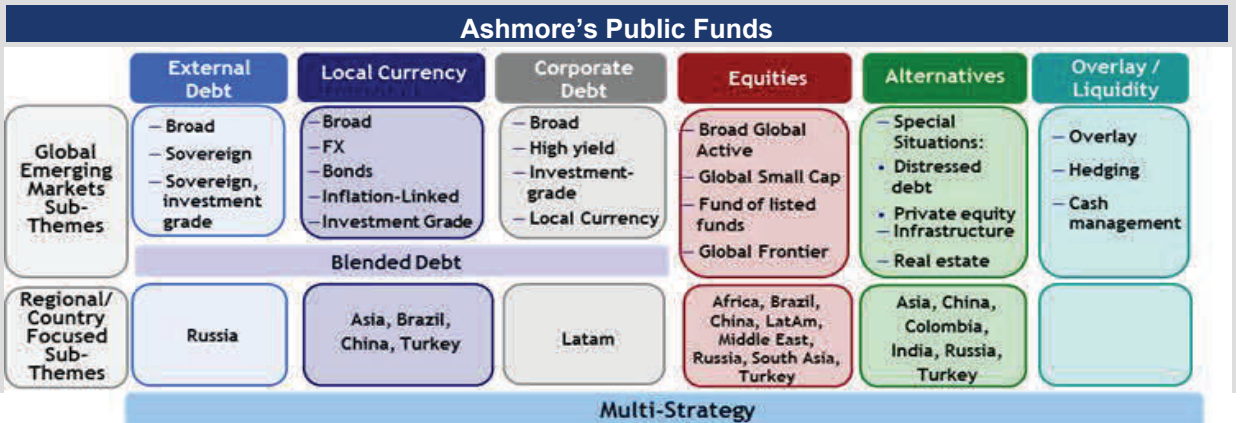 Ashmore's Public Funds
External
Debt
Local Currency
Corporate
Debt
Equities
Alternatives
Overlay /
Liquidity
Global
Emerging
Markets
Sub-
Themes
– Broad
– Sovereign
– Sovereign,
investment
grade
– Broad
– FX
– Bonds
– Inflation-Linked
– Investment Grade
– Broad
– High yield
– Investment-
grade
– Local Currency
– Broad Global
Active
– Global Small Cap
– Fund of listed
funds
– Global Frontier
– Special
Situations:
• Distressed
debt
• Private equity
– Infrastructure
– Real estate
– Overlay
– Hedging
– Cash
management
Blended Debt
Regional/
Country
Focused
Sub-
Themes
Russia
Asia, Brazil,
China, Turkey
Latam
Africa, Brazil,
China, LatAm,
Middle East,
Russia, South Asia,
Turkey
Asia, China,
Colombia,
India, Russia,
Turkey
Multi-Strategy